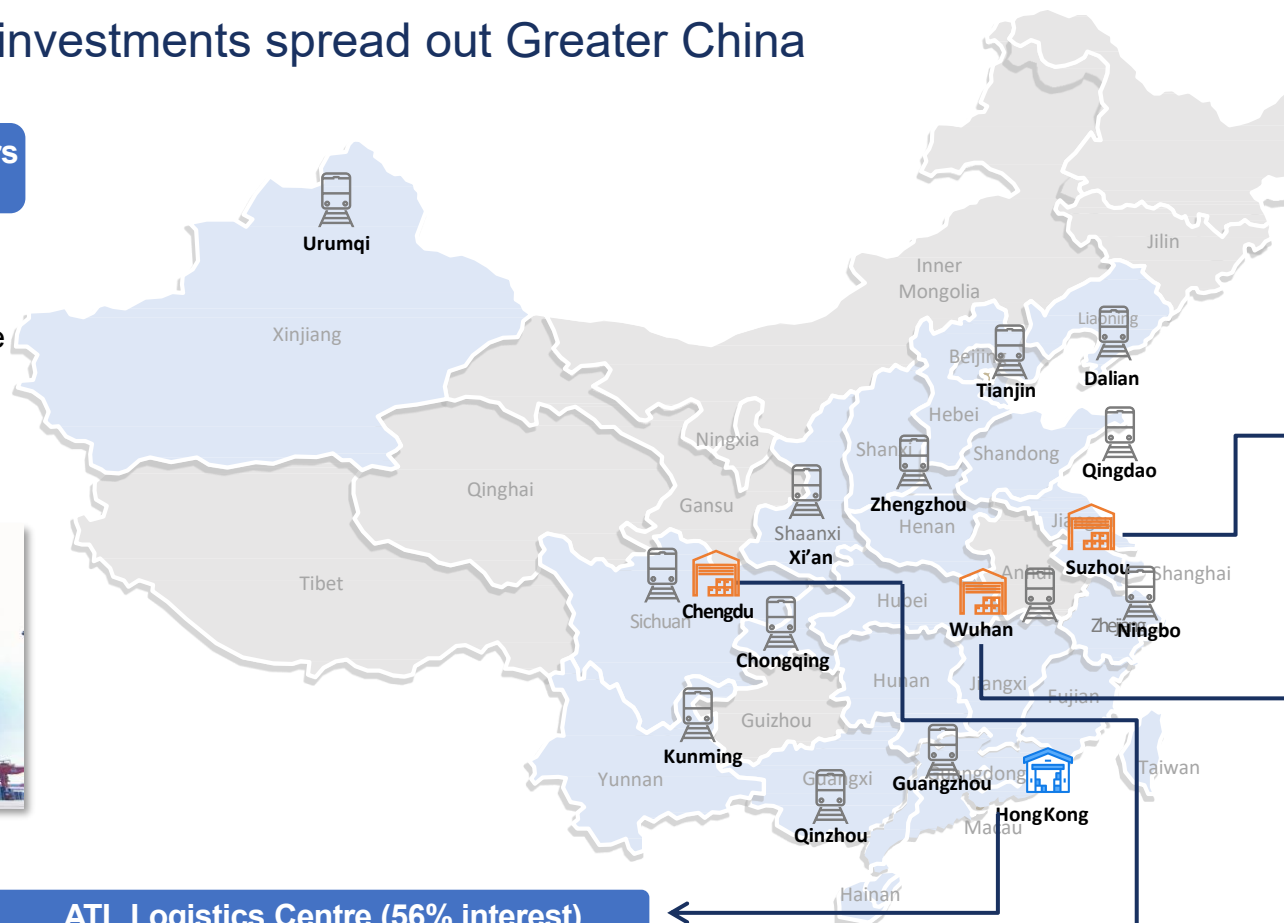 investments spread out Greater China
Urumqi
Xinjiang
Jilin
Inner
Mongolia
Liaoning
Beijing
Tianjin
Dalian
Hebei
Ningxia
Shanxi
Shandong
Qingdao
Qinghai
Gansu
Zhengzhou
Henan
Shaanxi
Xi’an
Suzhou
Shanghai
Tibet
Anhui
Chengdu
Sichuan
Hubei
Wuhan
Zhejiang
Ningbo
Chongqing
Hunan
Jiangxi
Fujian
Guizhou
Kunming
Yunnan
Guangxi
Guangdong
Guangzhou
Taiwan
Qinzhou
HongKong
Macau
Hainan
ATL Logistics Centre (56% interest)